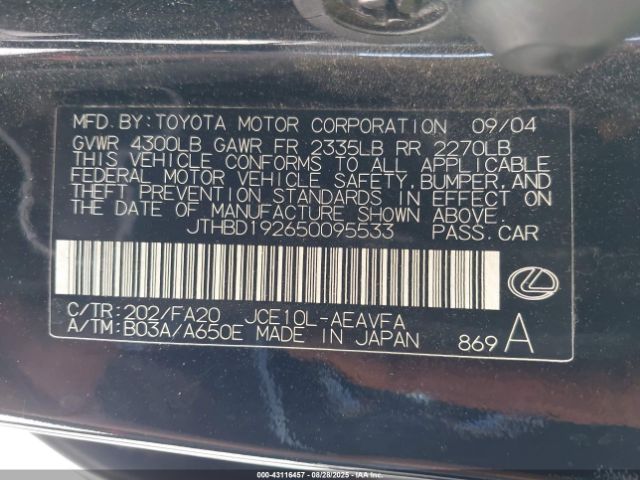 MFD. BY: TOYOTA MOTOR CORPORATION 09/04
GVWR 4300LB GAWR FR 2335LB RR 2270LB
THIS VEHICLE CONFORMS TO ALL APPLICABLE
FEDERAL MOTOR VEHICLE SAFETY, BUMPER, AND
THEFT PREVENTION STANDARDS IN EFFECT ON
THE DATE OF MANUFACTURE SHOWN ABOVE.
JTHBD192650095533 PASS. CAR
C/TR: 202/FA20 JCE10L-AEAVFA
A/TM: B03A/A650E MADE IN JAPAN 869 A
IAA 000-43116457 08/28/2025 IAAI.COM